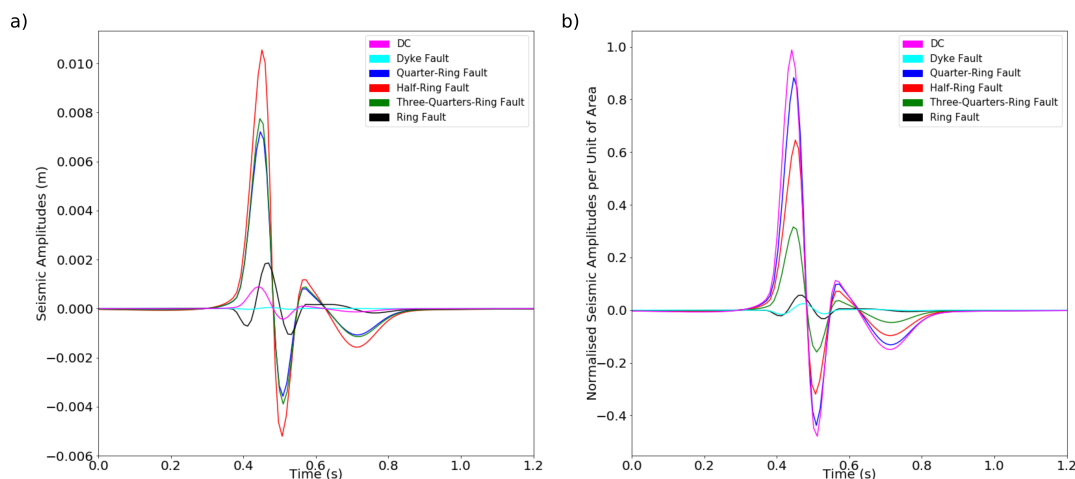 a)
Seismic Amplitudes (m)
0.010
0.008
0.006
0.004
0.002
0.000
−0.002
−0.004
−0.006
0.0 0.2 0.4 0.6 0.8 1.0 1.2
Time (s)
DC
Dyke Fault
Quarter-Ring Fault
Half-Ring Fault
Three-Quarters-Ring Fault
Ring Fault
b)
Normalised Seismic Amplitudes per Unit of Area
1.0
0.8
0.6
0.4
0.2
0.0
−0.2
−0.4
0.0 0.2 0.4 0.6 0.8 1.0 1.2
Time (s)
DC
Dyke Fault
Quarter-Ring Fault
Half-Ring Fault
Three-Quarters-Ring Fault
Ring Fault